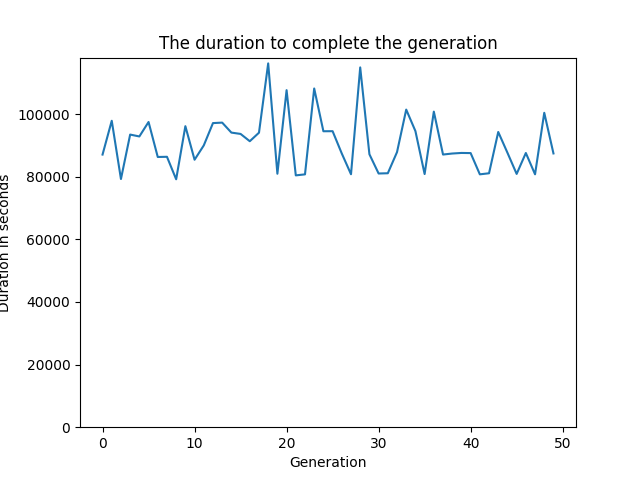 The duration to complete the generation
Duration in seconds
100000
80000
60000
40000
20000
0
0 10 20 30 40 50
Generation